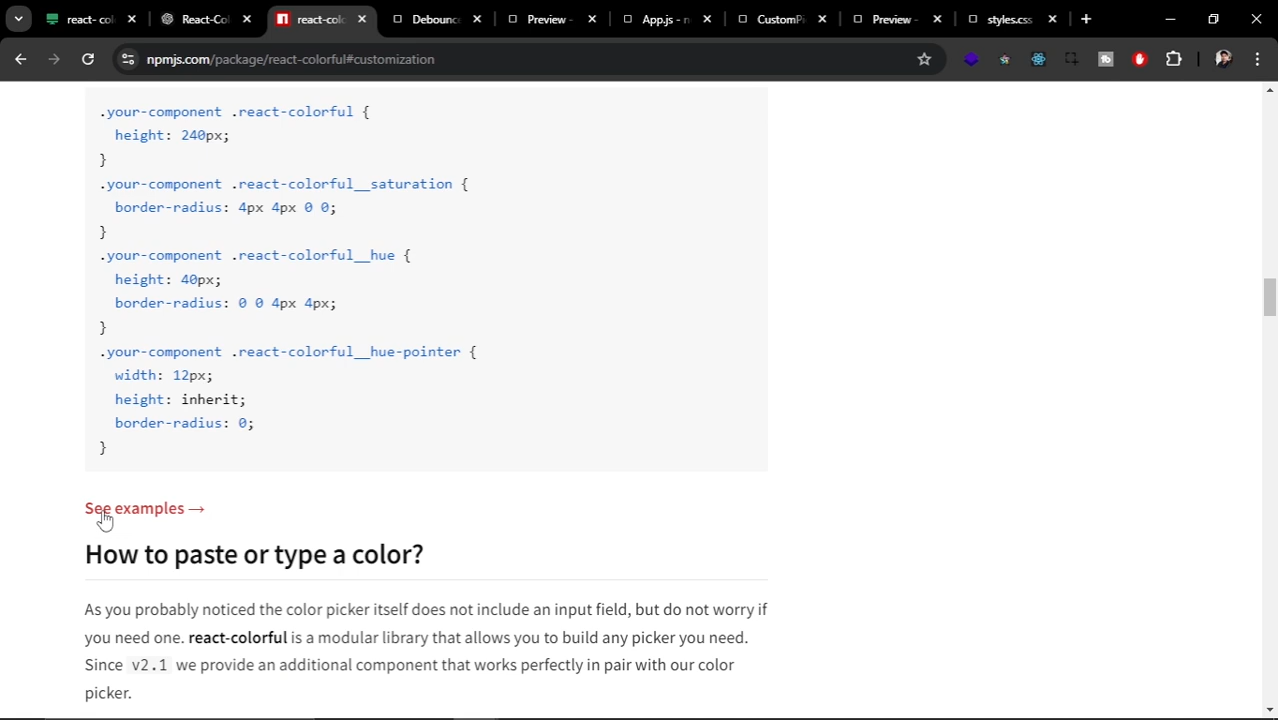 react-col
React-Col
react-colo
Debounc
Preview -
App.js - n
CustomPi
Preview -
styles.css
npmjs.com/package/react-colorful#customization
.your-component .react-colorful {
height: 240px;
}
.your-component .react-colorful__saturation {
border-radius: 4px 4px 0 0;
}
.your-component .react-colorful__hue {
height: 40px;
border-radius: 0 0 4px 4px;
}
.your-component .react-colorful__hue-pointer {
width: 12px;
height: inherit;
border-radius: 0;
}
See examples →
How to paste or type a color?
As you probably noticed the color picker itself does not include an input field, but do not worry if
you need one. react-colorful is a modular library that allows you to build any picker you need.
Since v2.1 we provide an additional component that works perfectly in pair with our color
picker.